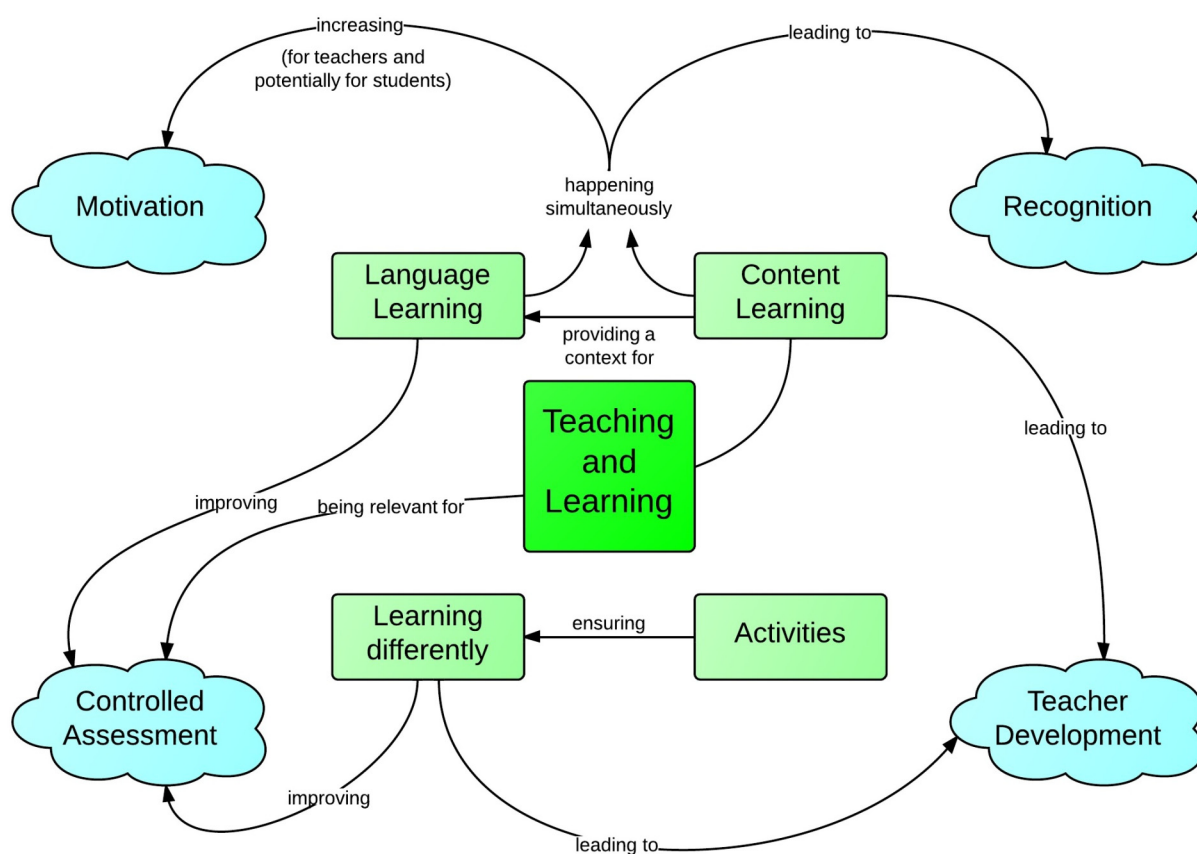 increasing
(for teachers and
potentially for students)
leading to
Motivation
happening
simultaneously
Recognition
Language
Learning
Content
Learning
providing a
context for
Teaching
and
Learning
leading to
improving
being relevant for
Learning
differently
ensuring
Activities
Controlled
Assessment
Teacher
Development
improving
leading to